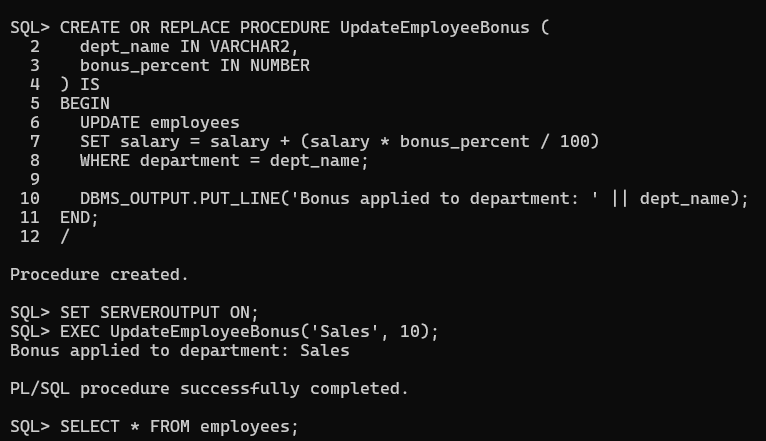 SQL> CREATE OR REPLACE PROCEDURE UpdateEmployeeBonus (
  2    dept_name IN VARCHAR2,
  3    bonus_percent IN NUMBER
  4  ) IS
  5  BEGIN
  6    UPDATE employees
  7    SET salary = salary + (salary * bonus_percent / 100)
  8    WHERE department = dept_name;
  9
 10    DBMS_OUTPUT.PUT_LINE('Bonus applied to department: ' || dept_name);
 11  END;
 12  /
Procedure created.
SQL> SET SERVEROUTPUT ON;
SQL> EXEC UpdateEmployeeBonus('Sales', 10);
Bonus applied to department: Sales
PL/SQL procedure successfully completed.
SQL> SELECT * FROM employees;